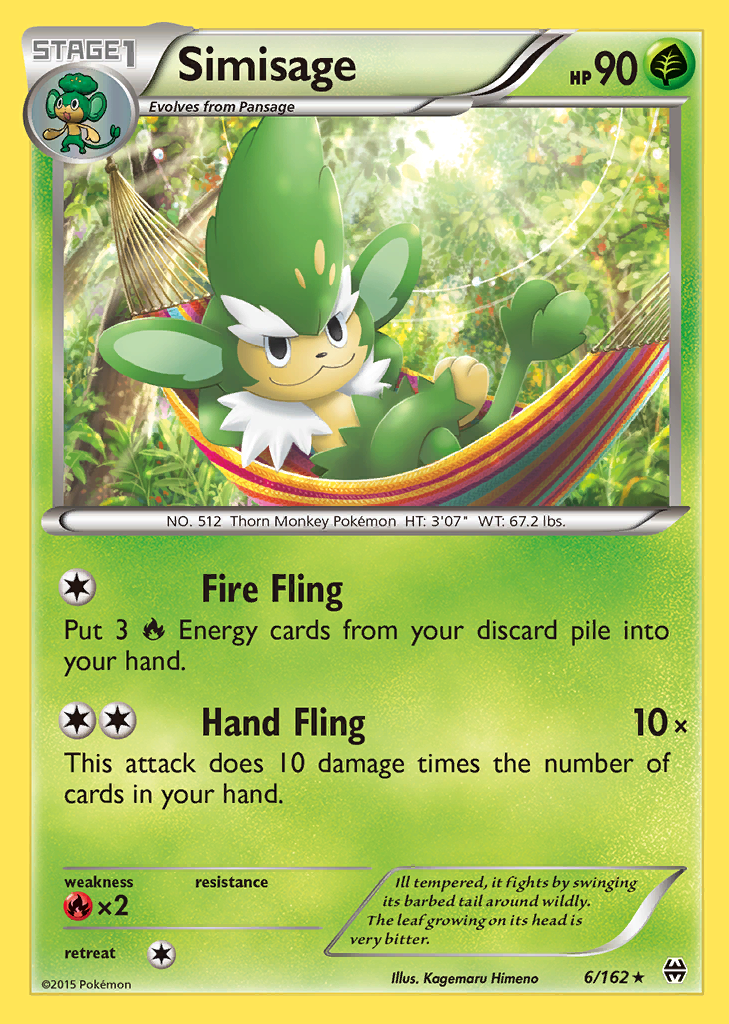 STAGE1
Simisage
HP 90
Evolves from Pansage
NO. 512 Thorn Monkey Pokémon HT: 3'07" WT: 67.2 lbs.
Fire Fling
Put 3 Energy cards from your discard pile into
your hand.
Hand Fling 10×
This attack does 10 damage times the number of
cards in your hand.
weakness resistance
×2
retreat
Ill tempered, it fights by swinging
its barbed tail around wildly.
The leaf growing on its head is
very bitter.
©2015 Pokémon
Illus. Kagemaru Himeno
6/162 ★